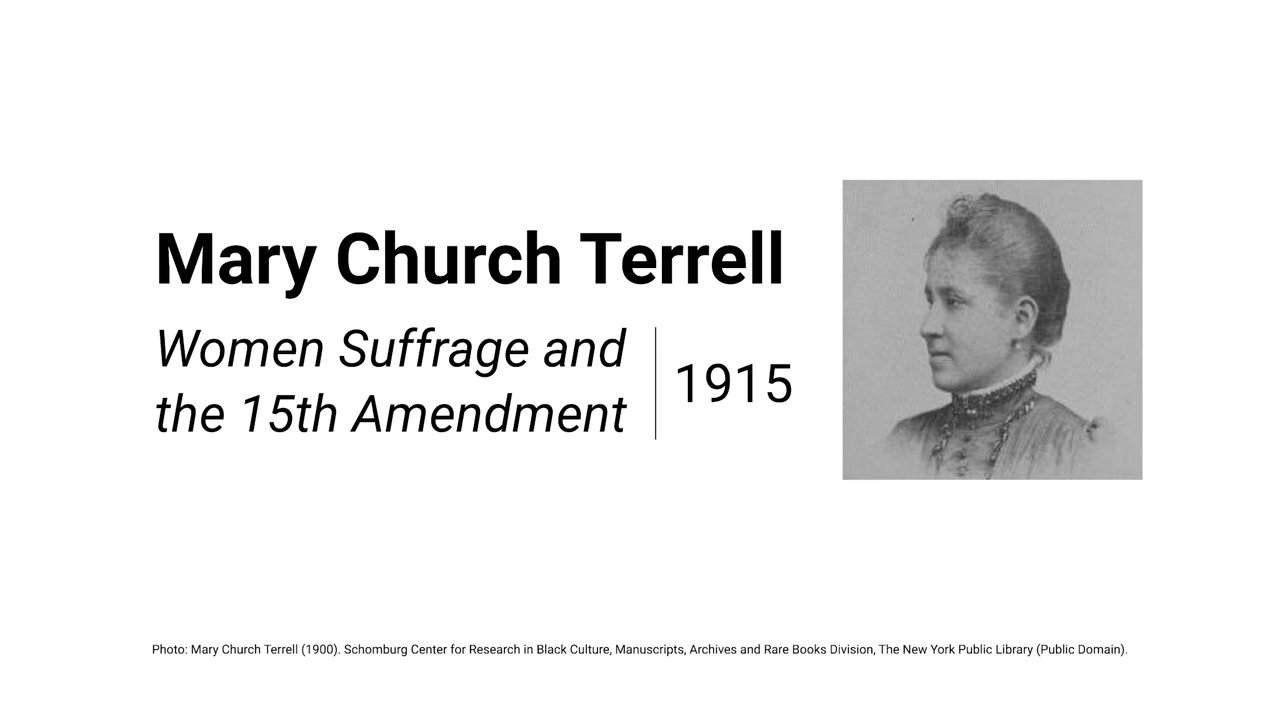 Mary Church Terrell
Women Suffrage and
the 15th Amendment
1915
Photo: Mary Church Terrell (1900). Schomburg Center for Research in Black Culture, Manuscripts, Archives and Rare Books Division, The New York Public Library (Public Domain).